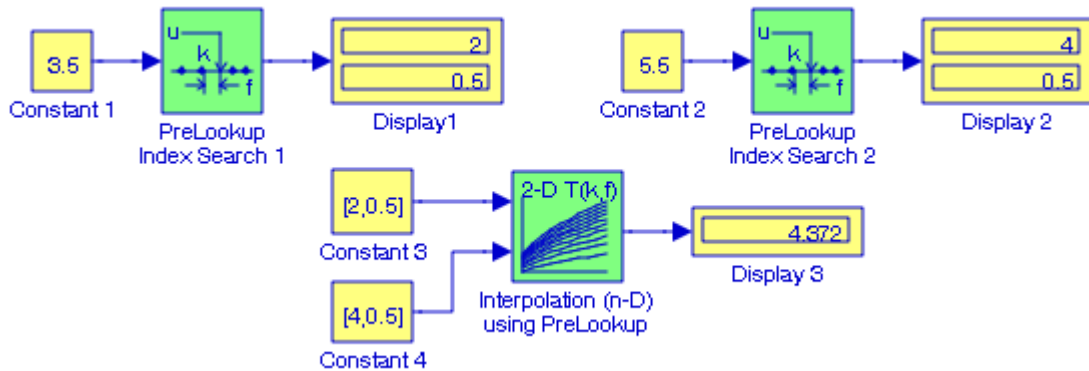 3.5
Constant 1
u
k
f
PreLookup
Index Search 1
2
0.5
Display1
5.5
Constant 2
u
k
f
PreLookup
Index Search 2
4
0.5
Display 2
[2,0.5]
Constant 3
[4,0.5]
Constant 4
2-D T(k,f)
Interpolation (n-D)
using PreLookup
4.372
Display 3